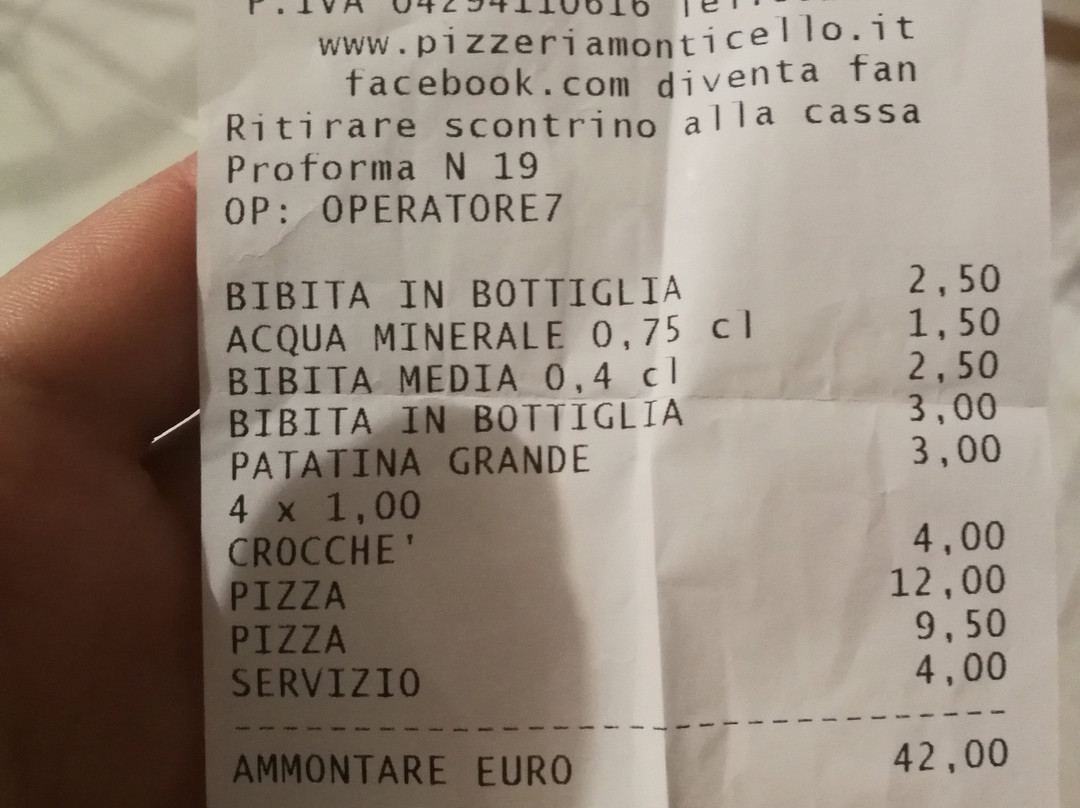 P.IVA 04294110616 Tel.
www.pizzeriamonticello.it
facebook.com diventa fan
Ritirare scontrino alla cassa
Proforma N 19
OP: OPERATORE7
BIBITA IN BOTTIGLIA 2,50
ACQUA MINERALE 0,75 cl 1,50
BIBITA MEDIA 0,4 cl 2,50
BIBITA IN BOTTIGLIA 3,00
PATATINA GRANDE 3,00
4 x 1,00
CROCCHE' 4,00
PIZZA 12,00
PIZZA 9,50
SERVIZIO 4,00
AMMONTARE EURO 42,00